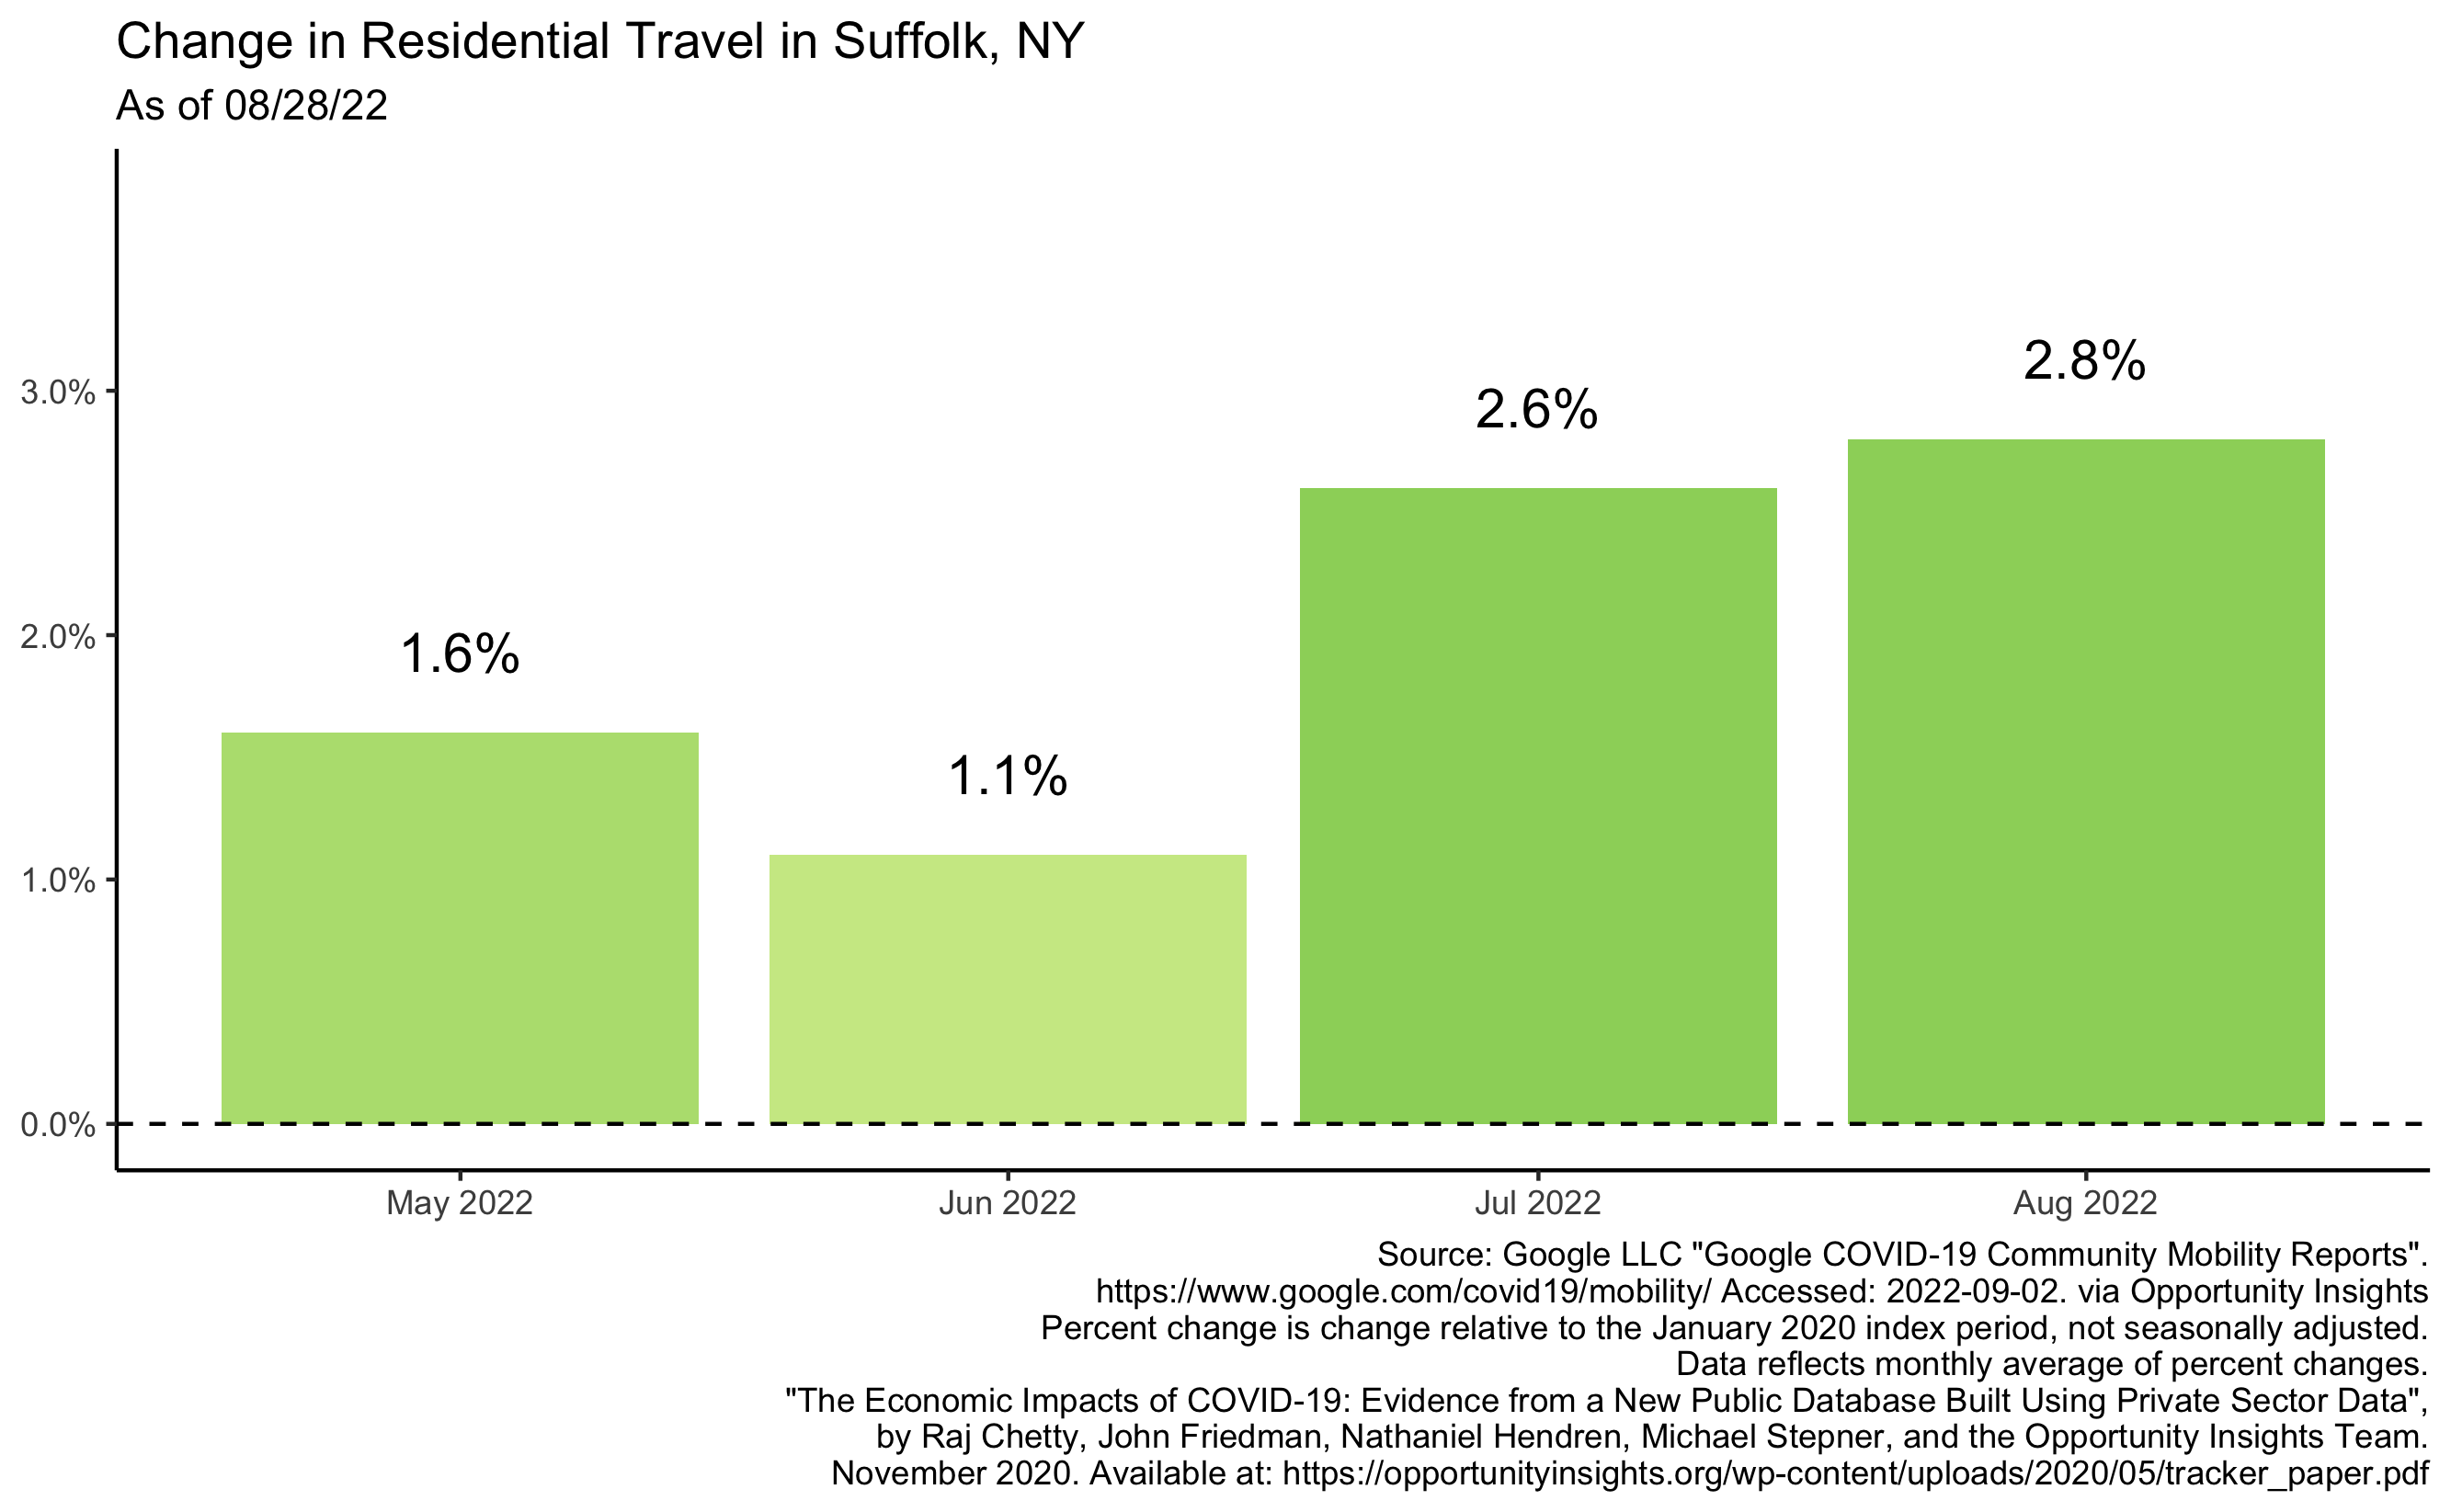 Change in Residential Travel in Suffolk, NY
As of 08/28/22
3.0%
2.0%
1.0%
0.0%
1.6%
1.1%
2.6%
2.8%
May 2022
Jun 2022
Jul 2022
Aug 2022
Source: Google LLC "Google COVID-19 Community Mobility Reports".
https://www.google.com/covid19/mobility/ Accessed: 2022-09-02. via Opportunity Insights
Percent change is change relative to the January 2020 index period, not seasonally adjusted.
Data reflects monthly average of percent changes.
"The Economic Impacts of COVID-19: Evidence from a New Public Database Built Using Private Sector Data",
by Raj Chetty, John Friedman, Nathaniel Hendren, Michael Stepner, and the Opportunity Insights Team.
November 2020. Available at: https://opportunityinsights.org/wp-content/uploads/2020/05/tracker_paper.pdf